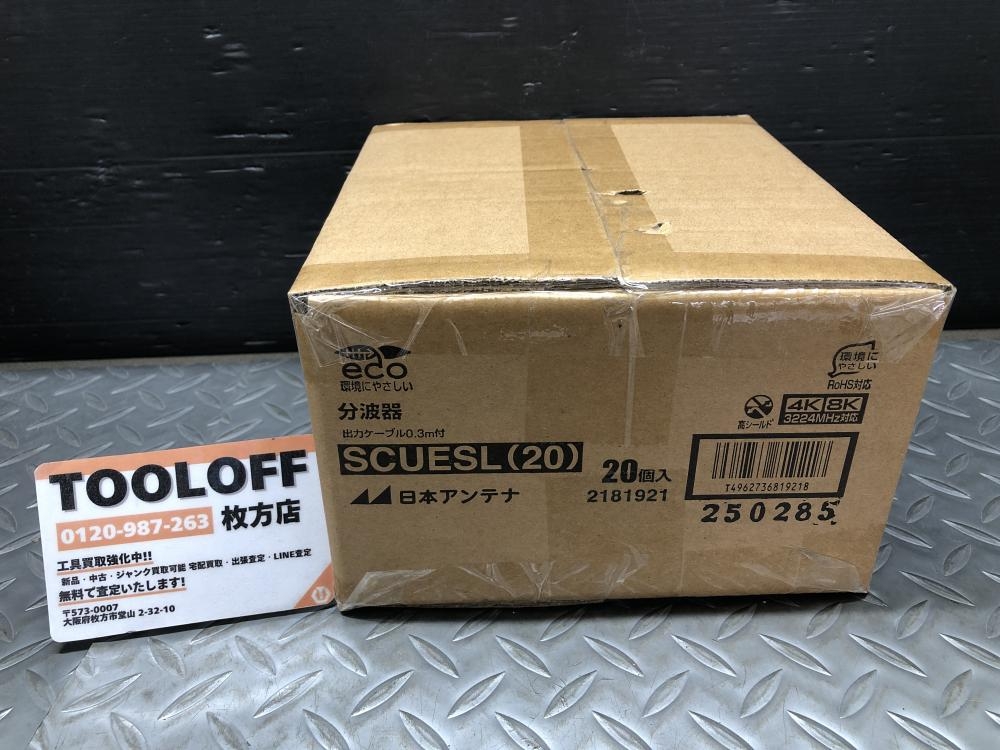 eco
環境にやさしい
分波器
出力ケーブル0.3m付
SCUESL(20)
20個入
日本アンテナ
2181921
環境に
やさしい
RoHS対応
高シールド
4K 8K
3224MHz対応
T4962736819218
250285
TOOLOFF
0120-987-263 枚方店
工具買取強化中!!
新品・中古・ジャンク買取可能 宅配買取・出張査定・LINE査定
無料で査定いたします!
〒573-0007
大阪府枚方市堂山 2-32-10